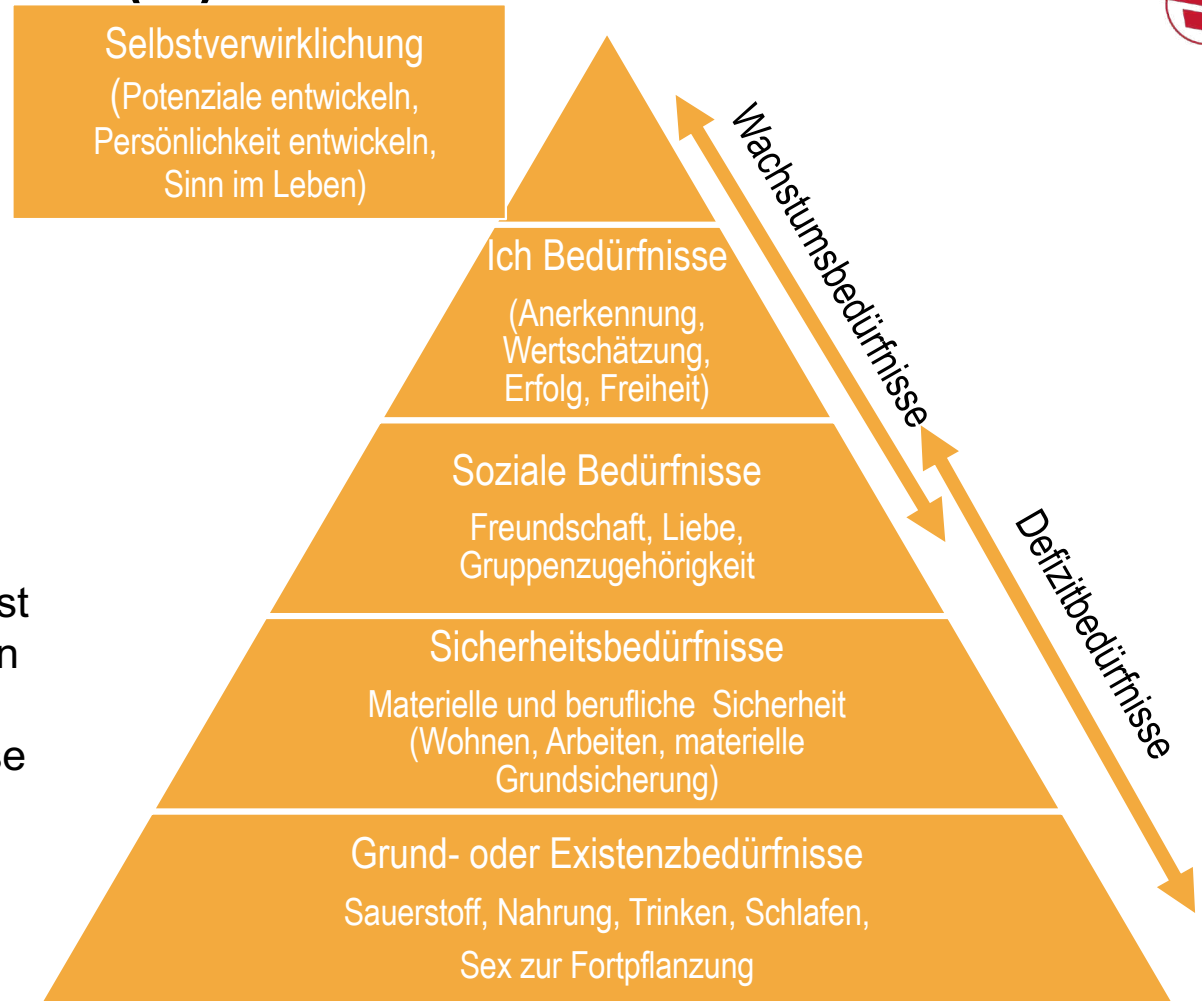 Selbstverwirklichung
(Potenziale entwickeln,
Persönlichkeit entwickeln,
Sinn im Leben)
Wachstumsbedürfnisse
Ich Bedürfnisse
(Anerkennung,
Wertschätzung,
Erfolg, Freiheit)
Soziale Bedürfnisse
Freundschaft, Liebe,
Gruppenzugehörigkeit
Defizitbedürfnisse
Sicherheitsbedürfnisse
Materielle und berufliche Sicherheit
(Wohnen, Arbeiten, materielle
Grundsicherung)
Grund- oder Existenzbedürfnisse
Sauerstoff, Nahrung, Trinken, Schlafen,
Sex zur Fortpflanzung